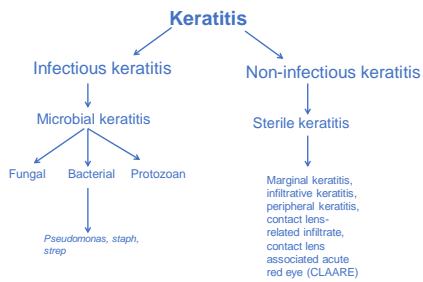 Keratitis
Infectious keratitis
Non-infectious keratitis
Microbial keratitis
Sterile keratitis
Fungal
Bacterial
Protozoan
Pseudomonas, staph,
strep
Marginal keratitis,
infiltrative keratitis,
peripheral keratitis,
contact lens-
related infiltrate,
contact lens
associated acute
red eye (CLAARE)